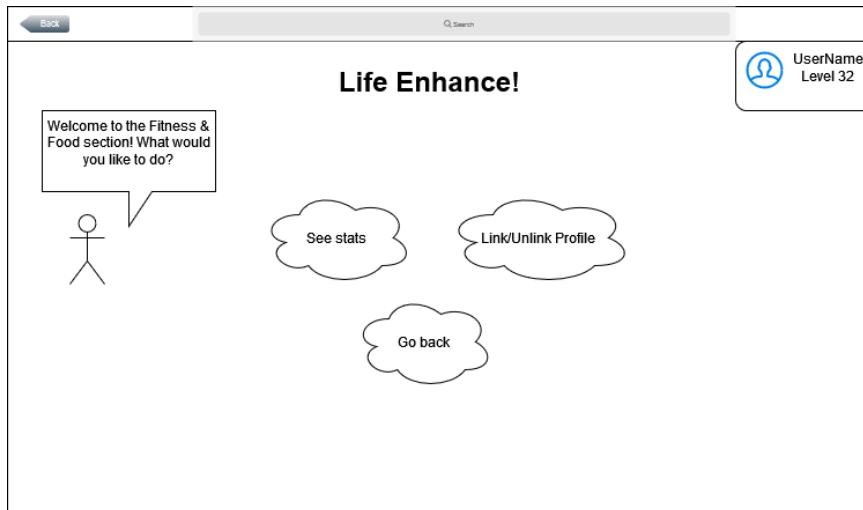 Back
Search
UserName
Level 32
Life Enhance!
Welcome to the Fitness &
Food section! What would
you like to do?
See stats
Link/Unlink Profile
Go back